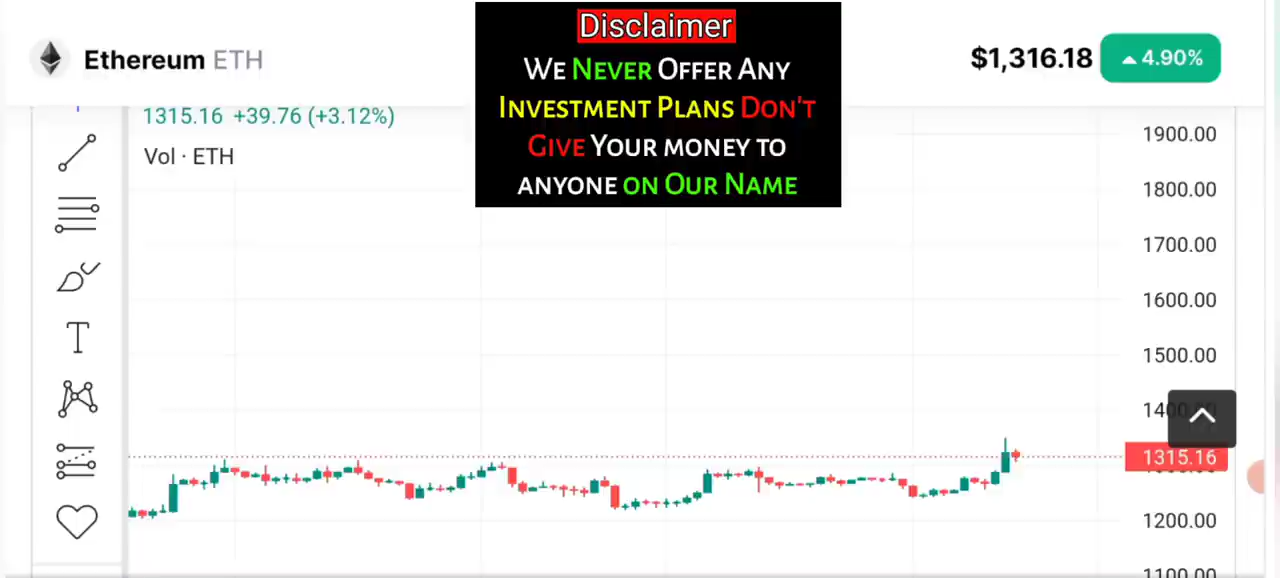 Disclaimer
We Never Offer Any
Investment Plans Don't
Give Your money to
anyone on Our Name
Ethereum ETH
$1,316.18
4.90%
1315.16 +39.76 (+3.12%)
Vol · ETH
T
1900.00
1800.00
1700.00
1600.00
1500.00
1315.16
1200.00